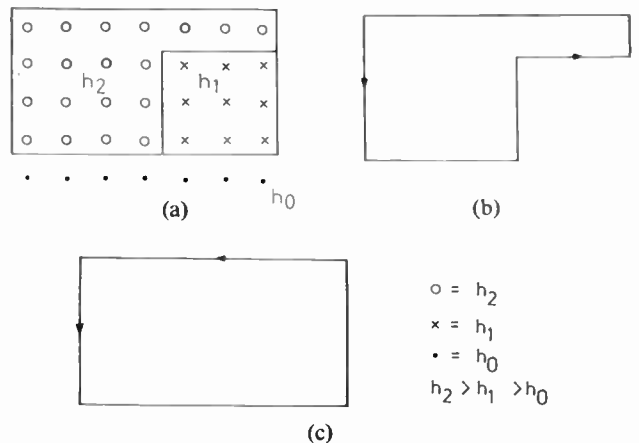 h₂ h₁
h₀
(a)
(b)
○ = h₂
× = h₁
• = h₀
h₂ > h₁ > h₀
(c)